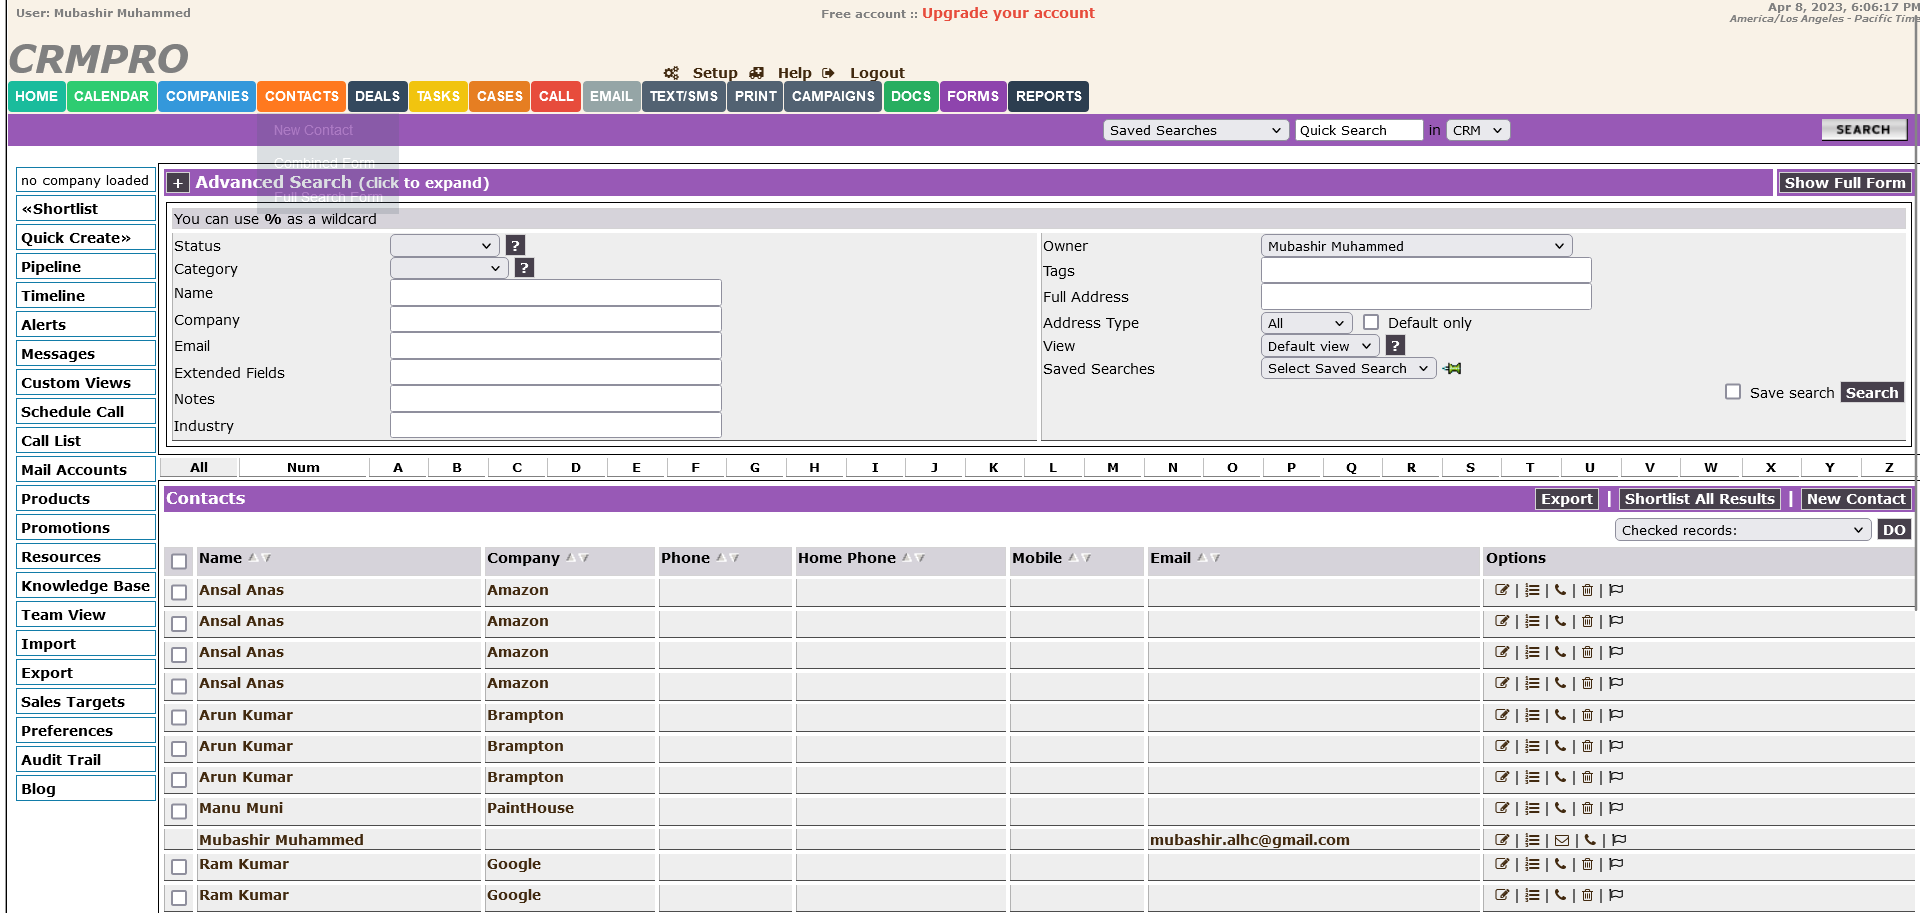 User: Mubashir Muhammed
Free account :: Upgrade your account
Apr 8, 2023, 6:06:17 PM
America/Los Angeles - Pacific Time
CRMPRO
Setup Help Logout
HOME CALENDAR COMPANIES CONTACTS DEALS TASKS CASES CALL EMAIL TEXT/SMS PRINT CAMPAIGNS DOCS FORMS REPORTS
New Contact
Combined Form
Full Search Form
Saved Searches Quick Search in CRM SEARCH
no company loaded
«Shortlist
Quick Create»
Pipeline
Timeline
Alerts
Messages
Custom Views
Schedule Call
Call List
Mail Accounts
Products
Promotions
Resources
Knowledge Base
Team View
Import
Export
Sales Targets
Preferences
Audit Trail
Blog
+ Advanced Search (click to expand) Show Full Form
You can use % as a wildcard
Status ?
Category ?
Name
Company
Email
Extended Fields
Notes
Industry
Owner Mubashir Muhammed
Tags
Full Address
Address Type All Default only
View Default view ?
Saved Searches Select Saved Search
Save search Search
All Num A B C D E F G H I J K L M N O P Q R S T U V W X Y Z
Contacts Export | Shortlist All Results | New Contact
Checked records: DO
Name Company Phone Home Phone Mobile Email Options
Ansal Anas Amazon | | | |
Ansal Anas Amazon | | | |
Ansal Anas Amazon | | | |
Ansal Anas Amazon | | | |
Arun Kumar Brampton | | | |
Arun Kumar Brampton | | | |
Arun Kumar Brampton | | | |
Manu Muni PaintHouse | | | |
Mubashir Muhammed mubashir.alhc@gmail.com | | | |
Ram Kumar Google | | | |
Ram Kumar Google | | | |